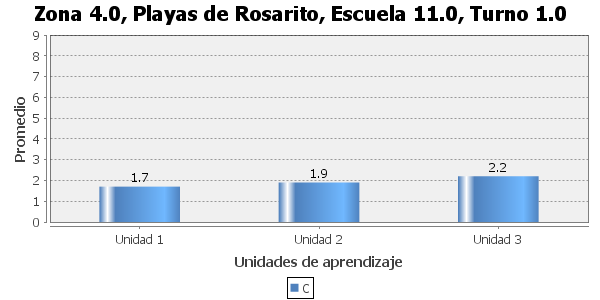 Zona 4.0, Playas de Rosarito, Escuela 11.0, Turno 1.0
Promedio
9
8
7
6
5
4
3
2
1
0
1.7
1.9
2.2
Unidad 1
Unidad 2
Unidad 3
Unidades de aprendizaje
C